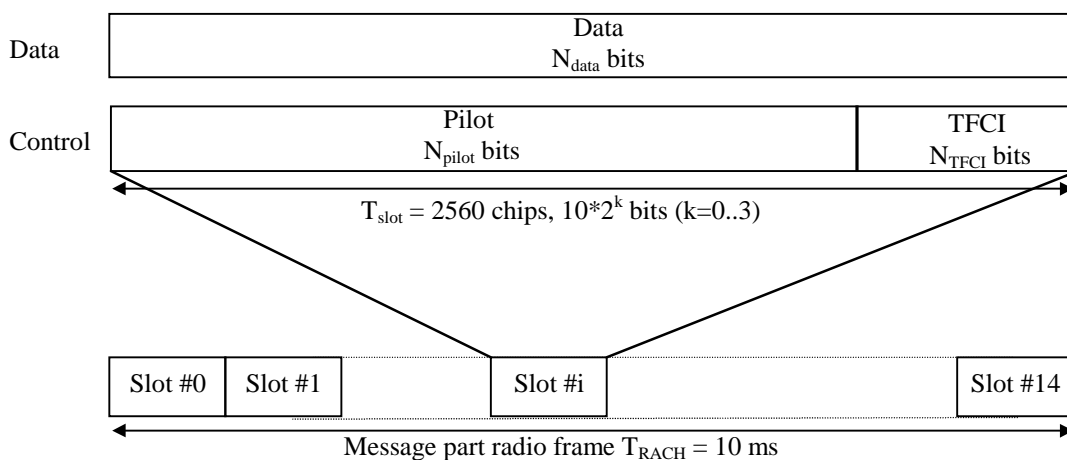 Data
Data
N_data bits
Control
Pilot
N_pilot bits
TFCI
N_TFCI bits
T_slot = 2560 chips, 10*2^k bits (k=0..3)
Slot #0 Slot #1 Slot #i Slot #14
Message part radio frame T_RACH = 10 ms